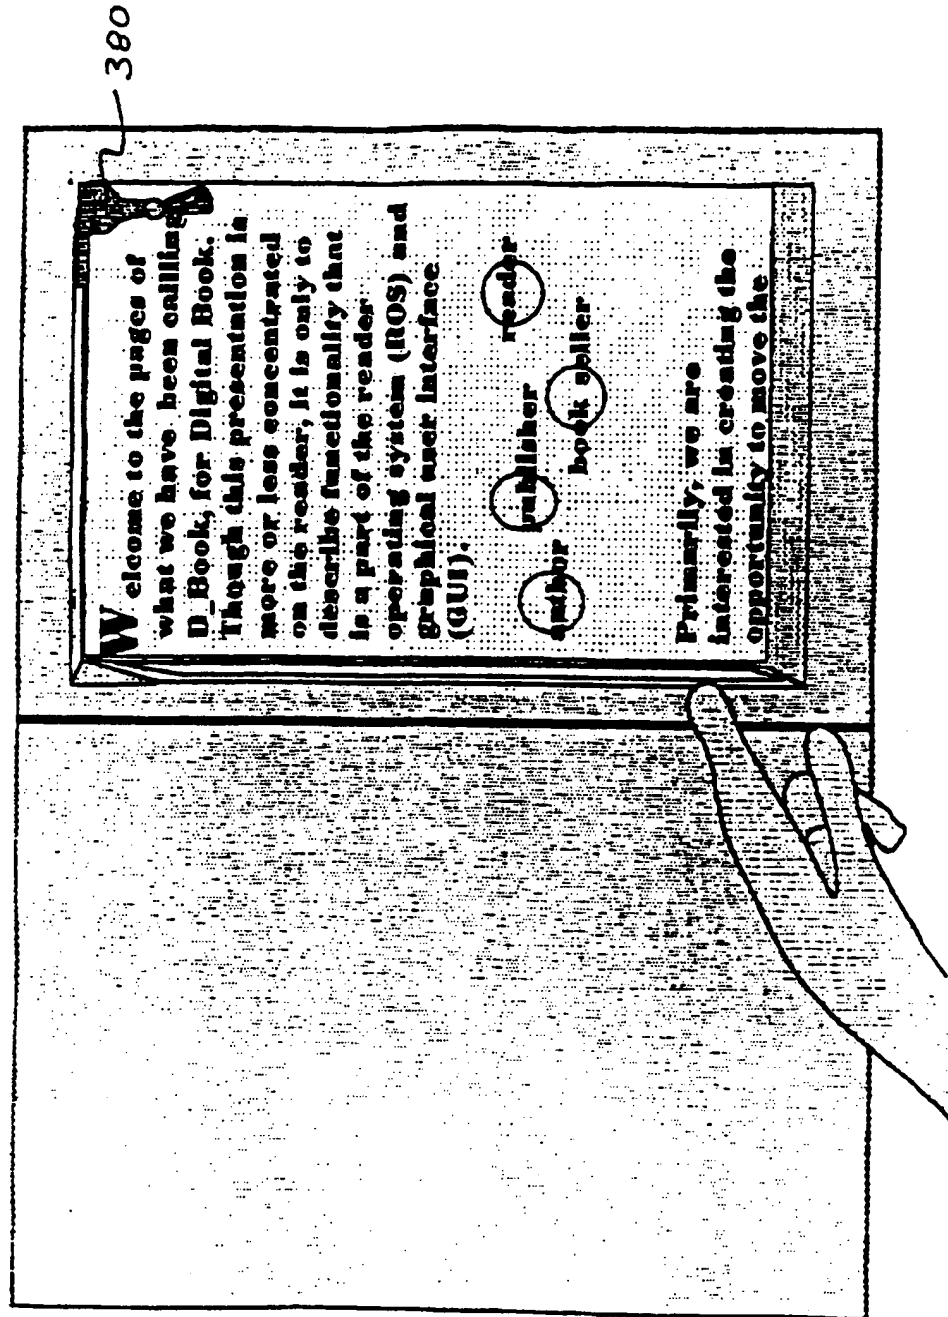 380
Welcome to the pages of
what we have been callling
D_Book, for Digital Book.
Though this presentation is
more or less concentrated
on the reader, it is only to
describe functionality that
is a part of the reader
operating system (ROS) and
graphical user interface
(GUI).
author publisher reader
book seller
Primarily, we are
interested in creating the
opportunity to move the